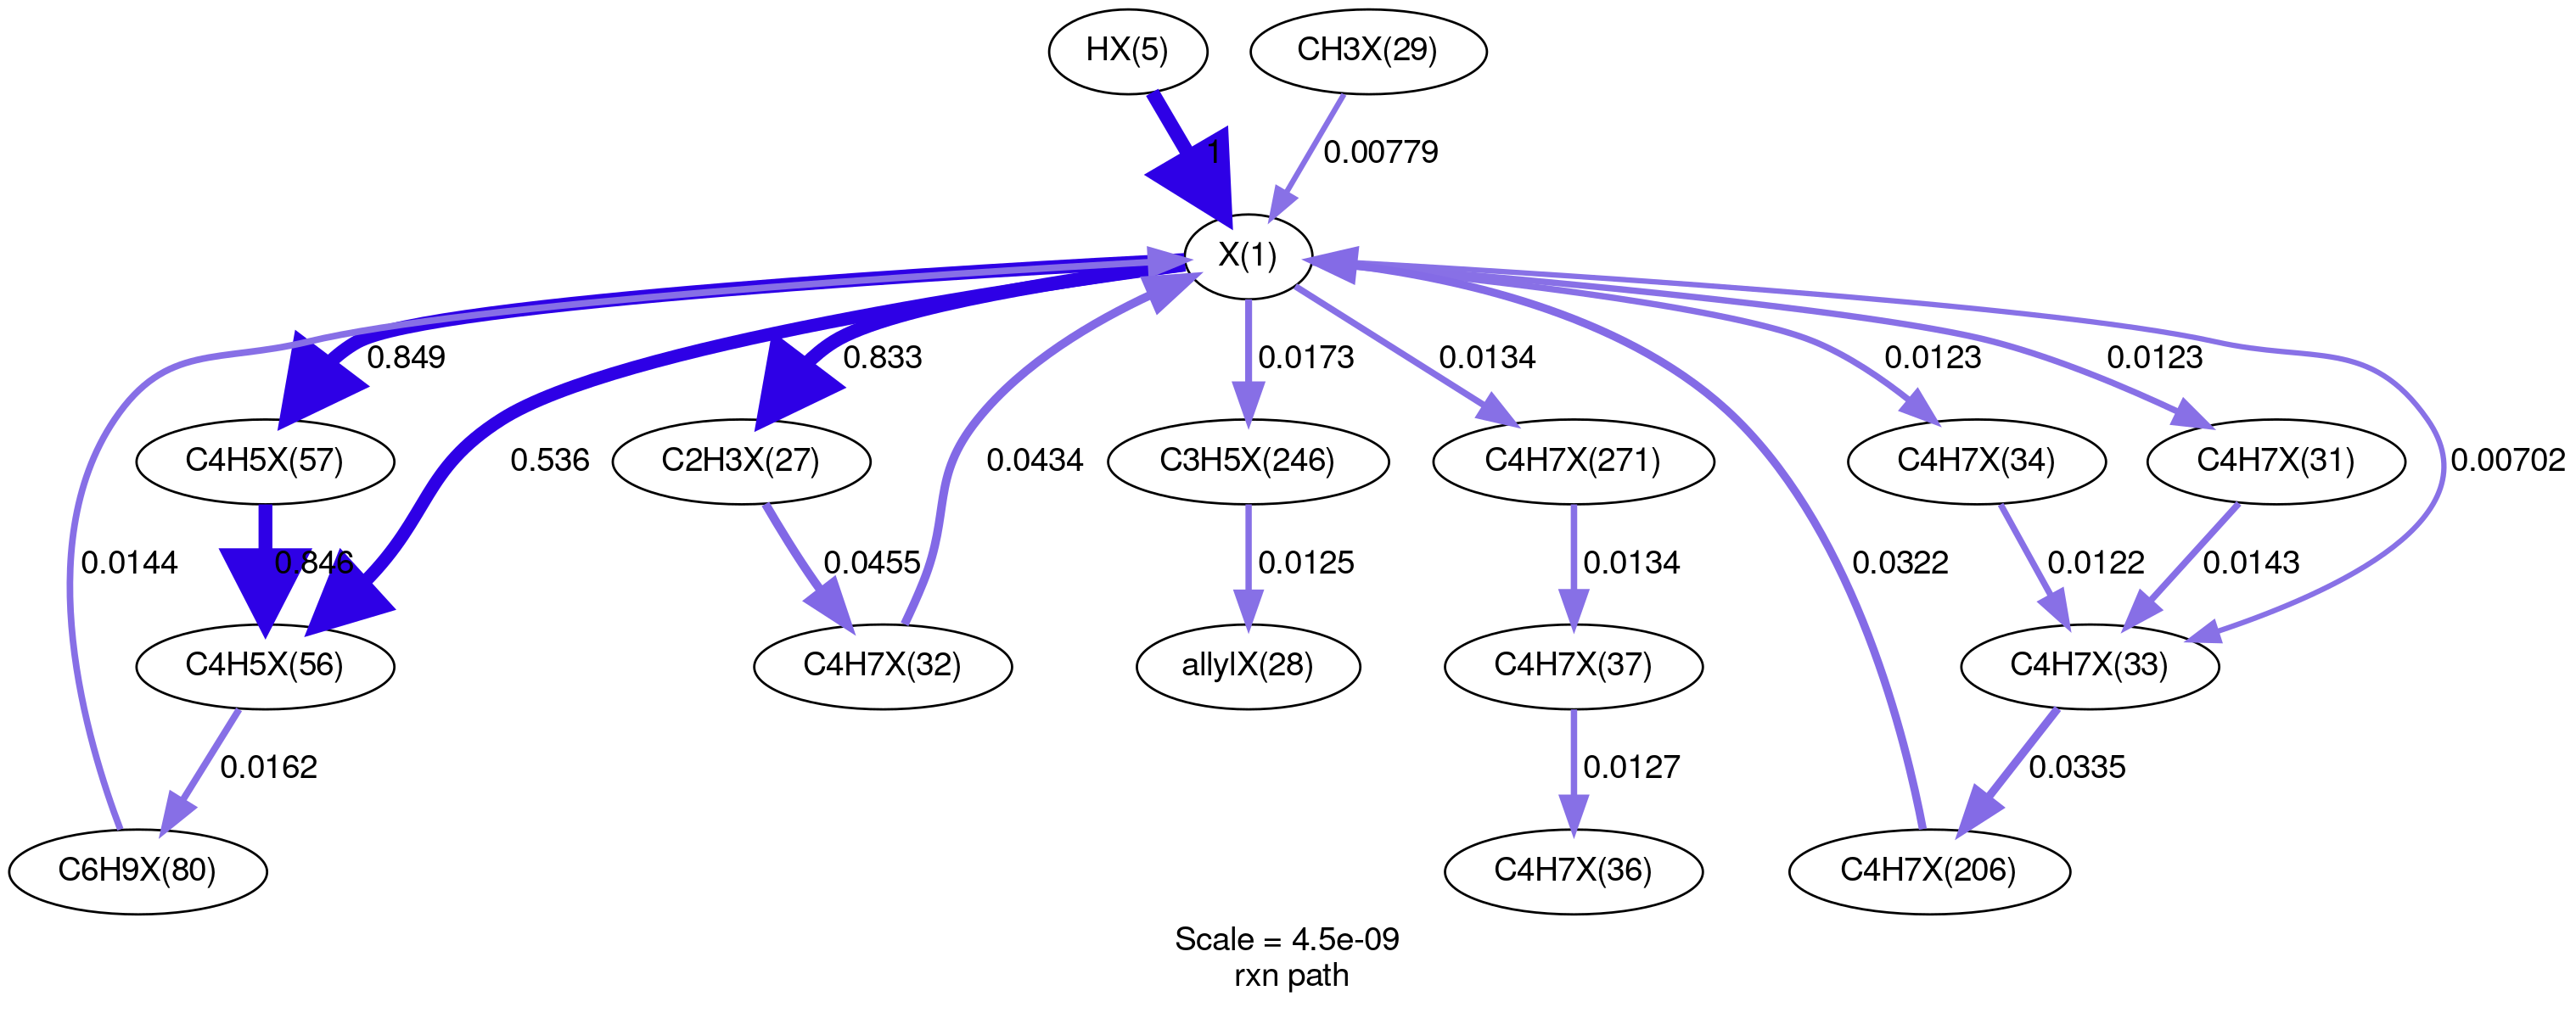 HX(5)
CH3X(29)
1
0.00779
X(1)
0.849
0.833
0.0173
0.0134
0.0123
0.0123
C4H5X(57)
0.536
C2H3X(27)
0.0434
C3H5X(246)
C4H7X(271)
C4H7X(34)
C4H7X(31)
0.00702
0.0144
0.846
0.0455
0.0125
0.0134
0.0322
0.0122
0.0143
C4H5X(56)
C4H7X(32)
allylX(28)
C4H7X(37)
C4H7X(33)
0.0162
0.0127
0.0335
C6H9X(80)
C4H7X(36)
C4H7X(206)
Scale = 4.5e-09
rxn path